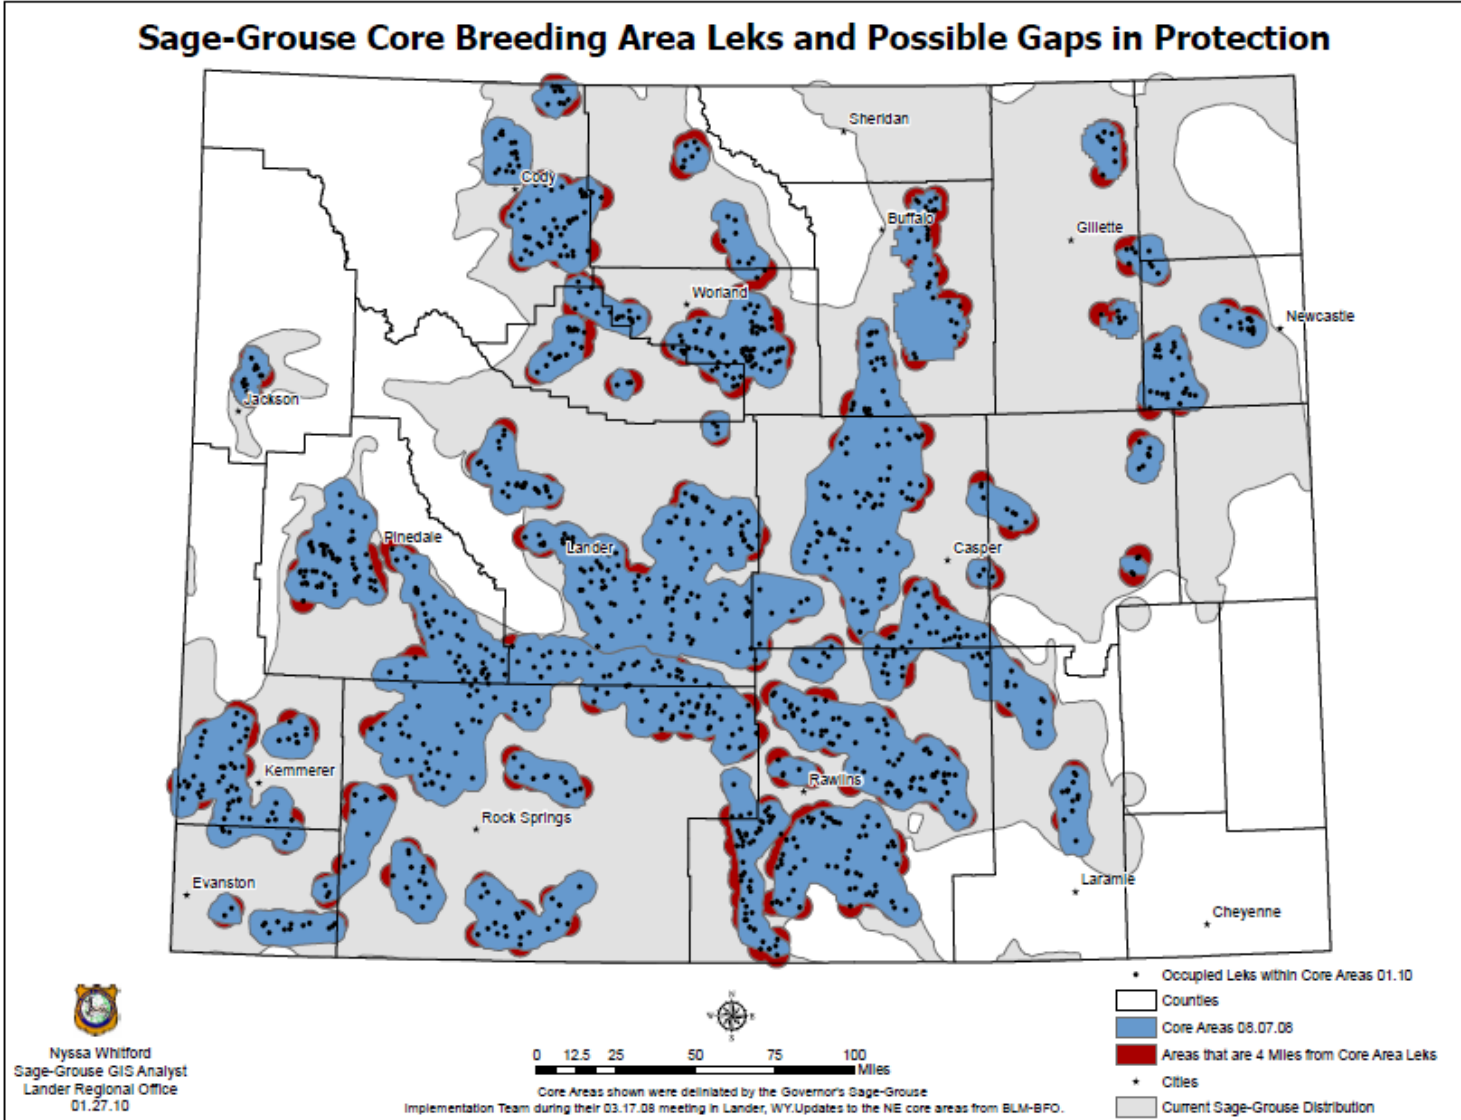 Sage-Grouse Core Breeding Area Leks and Possible Gaps in Protection
Sheridan
Cody
Buffalo
Gillette
Worland
Newcastle
Jackson
Pinedale
Lander
Casper
Kemmerer
Rawlins
Rock Springs
Evanston
Laramie
Cheyenne
Nyssa Whitford
Sage-Grouse GIS Analyst
Lander Regional Office
01.27.10
N
W E
S
0 12.5 25 50 75 100
Miles
Core Areas shown were deliniated by the Governor's Sage-Grouse
Implementation Team during their 03.17.08 meeting in Lander, WY.Updates to the NE core areas from BLM-BFO.
Occupied Leks within Core Areas 01.10
Counties
Core Areas 08.07.08
Areas that are 4 Miles from Core Area Leks
Cities
Current Sage-Grouse Distribution